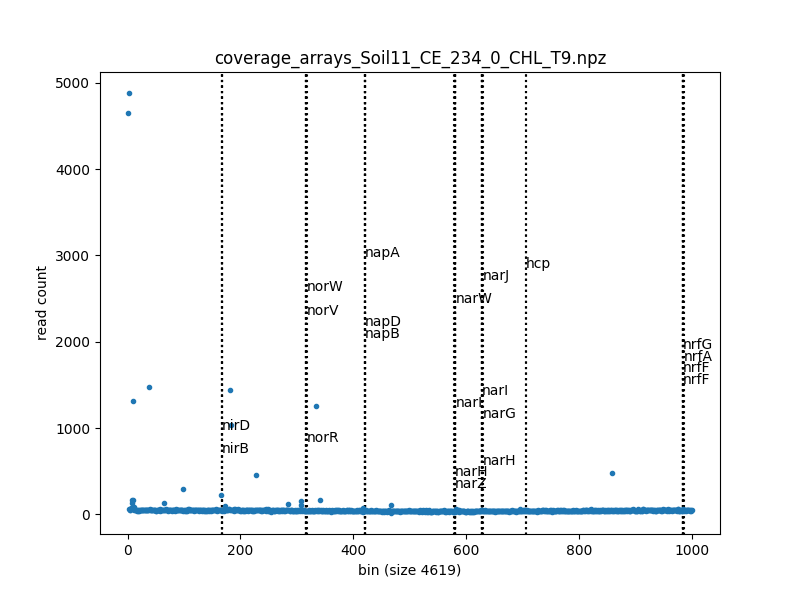 coverage_arrays_Soil11_CE_234_0_CHL_T9.npz
5000
4000
3000
2000
1000
0
read count
napA
hcp
narJ
norW
narW
norV
napD
napB
nrfG
nrfA
nrfF
nrfF
narI
narG
nirD
norR
nirB
narH
narH
narZ
0
200
400
600
800
1000
bin (size 4619)